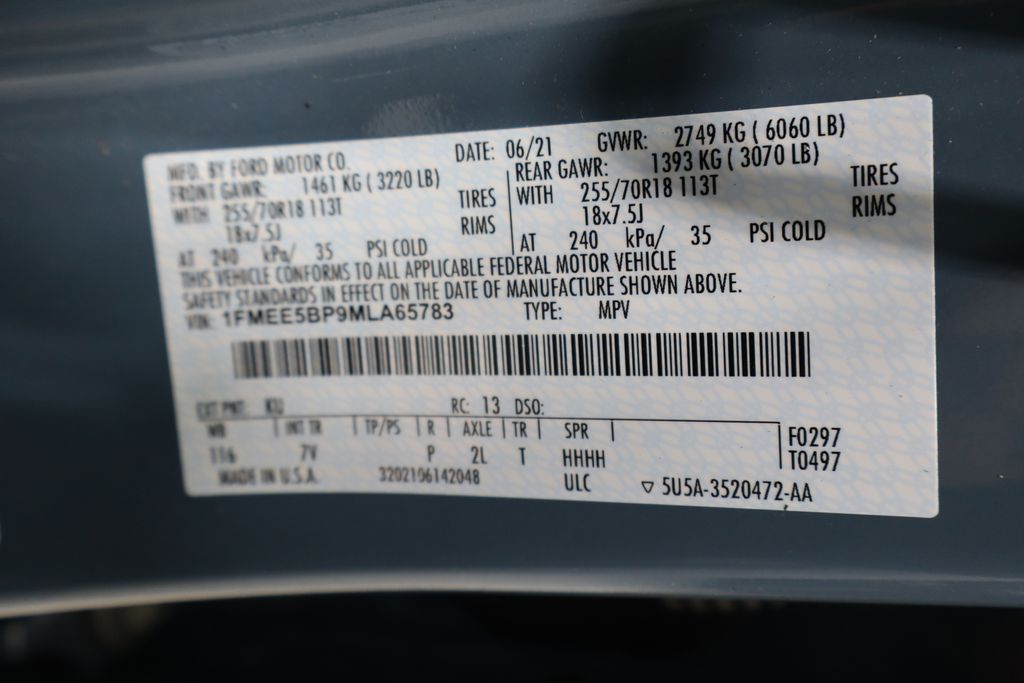 MFD. BY FORD MOTOR CO. DATE: 06/21 GVWR: 2749 KG ( 6060 LB)
FRONT GAWR: 1461 KG ( 3220 LB) REAR GAWR: 1393 KG ( 3070 LB)
WITH 255/70R18 113T TIRES WITH 255/70R18 113T TIRES
18x7.5J RIMS 18x7.5J RIMS
AT 240 kPa/ 35 PSI COLD AT 240 kPa/ 35 PSI COLD
THIS VEHICLE CONFORMS TO ALL APPLICABLE FEDERAL MOTOR VEHICLE
SAFETY STANDARDS IN EFFECT ON THE DATE OF MANUFACTURE SHOWN ABOVE.
VIN: 1FMEE5BP9MLA65783 TYPE: MPV
EXT PNT: KU RC: 13 DSO:
WB INT TR TP/PS R AXLE TR SPR F0297
116 7V P 2L T HHHH T0497
MADE IN U.S.A. 3202106142048 ULC ▽ 5U5A-3520472-AA